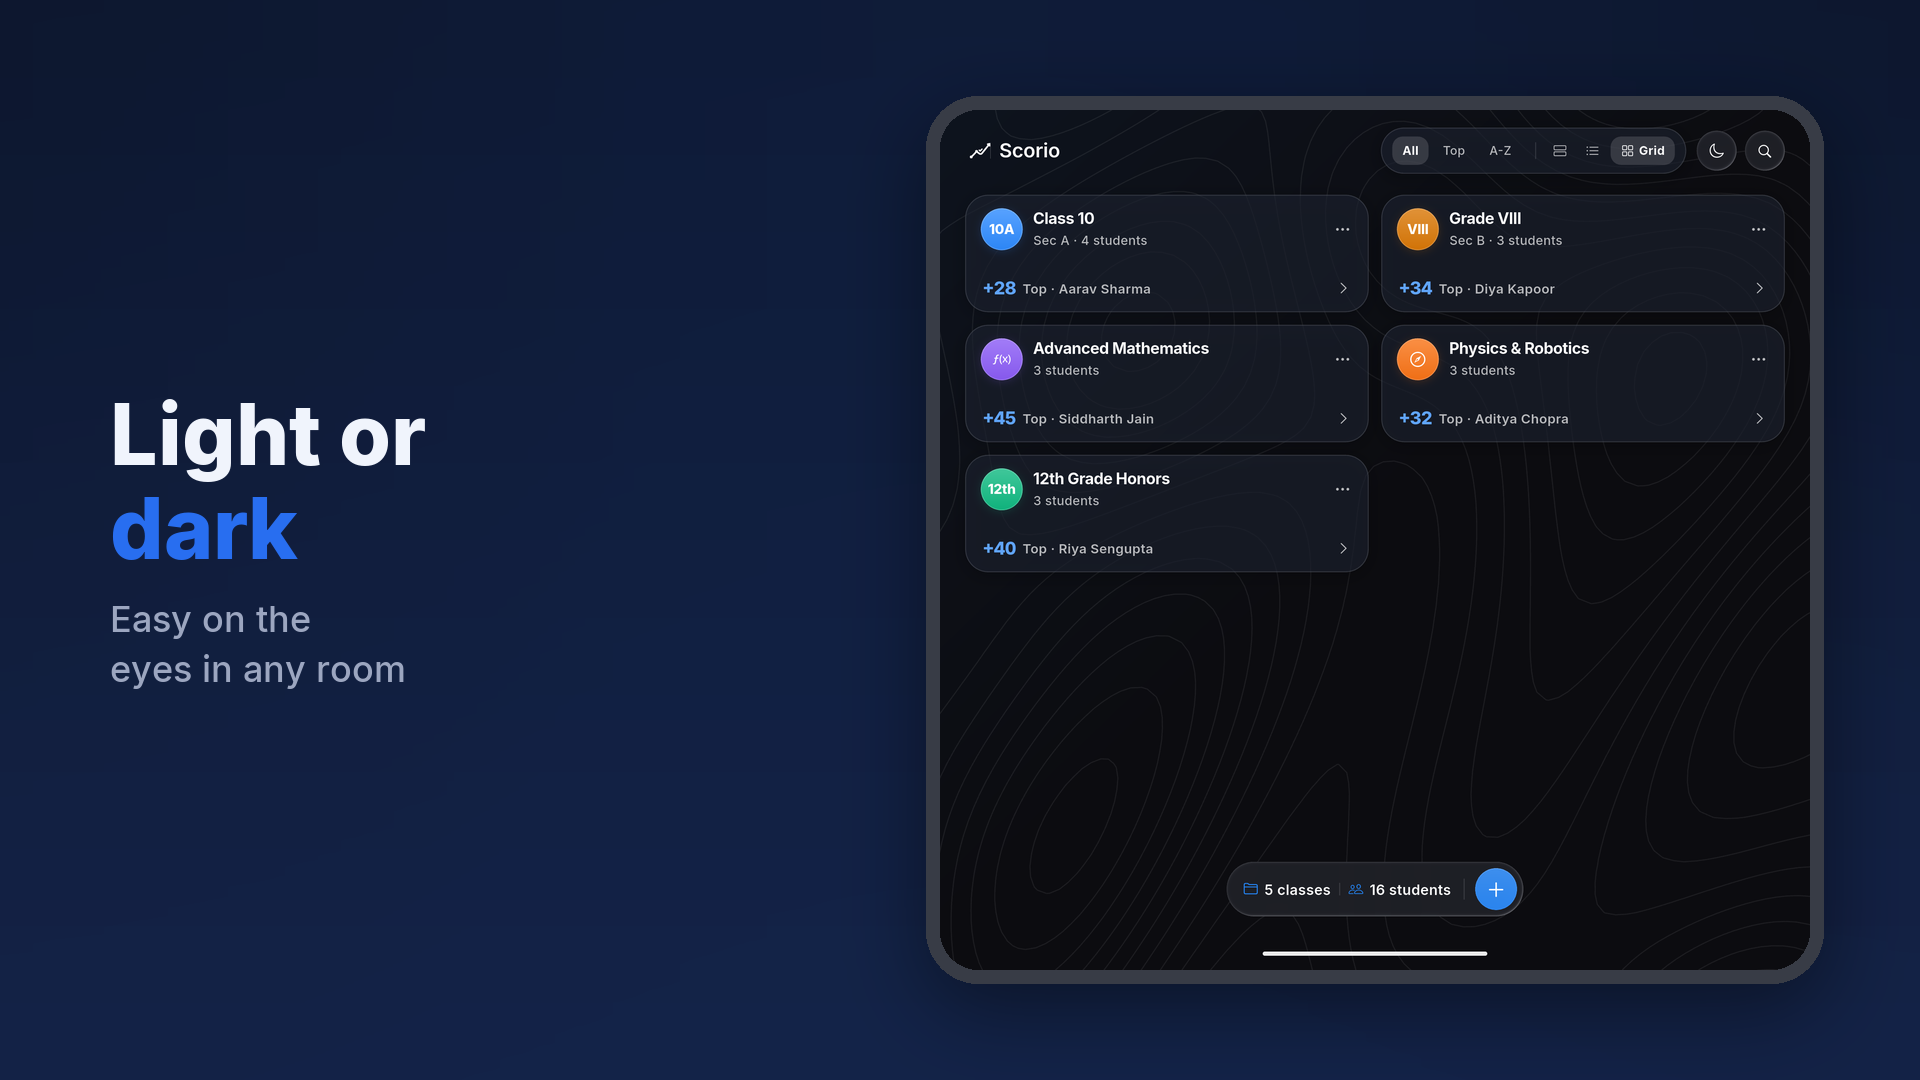 Light or
dark
Easy on the
eyes in any room
Scorio
All Top A-Z Grid
10A Class 10
Sec A · 4 students
+28 Top · Aarav Sharma
VIII Grade VIII
Sec B · 3 students
+34 Top · Diya Kapoor
ƒ(x) Advanced Mathematics
3 students
+45 Top · Siddharth Jain
Physics & Robotics
3 students
+32 Top · Aditya Chopra
12th 12th Grade Honors
3 students
+40 Top · Riya Sengupta
5 classes 16 students